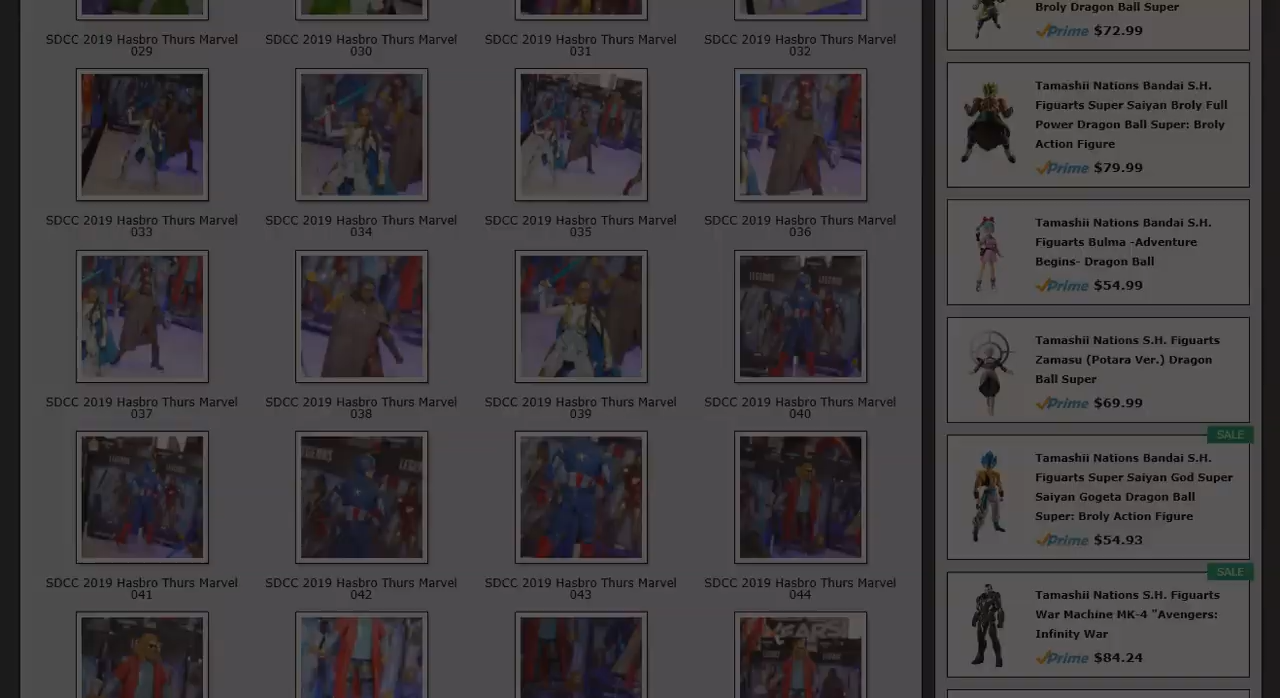 SDCC 2019 Hasbro Thurs Marvel
029
SDCC 2019 Hasbro Thurs Marvel
030
SDCC 2019 Hasbro Thurs Marvel
031
SDCC 2019 Hasbro Thurs Marvel
032
SDCC 2019 Hasbro Thurs Marvel
033
SDCC 2019 Hasbro Thurs Marvel
034
SDCC 2019 Hasbro Thurs Marvel
035
SDCC 2019 Hasbro Thurs Marvel
036
SDCC 2019 Hasbro Thurs Marvel
037
SDCC 2019 Hasbro Thurs Marvel
038
SDCC 2019 Hasbro Thurs Marvel
039
LEGENDS
SDCC 2019 Hasbro Thurs Marvel
040
SDCC 2019 Hasbro Thurs Marvel
041
LEGENDS
SDCC 2019 Hasbro Thurs Marvel
042
SDCC 2019 Hasbro Thurs Marvel
043
SDCC 2019 Hasbro Thurs Marvel
044
Broly Dragon Ball Super
Prime $72.99
Tamashii Nations Bandai S.H.
Figuarts Super Saiyan Broly Full
Power Dragon Ball Super: Broly
Action Figure
Prime $79.99
Tamashii Nations Bandai S.H.
Figuarts Bulma -Adventure
Begins- Dragon Ball
Prime $54.99
Tamashii Nations S.H. Figuarts
Zamasu (Potara Ver.) Dragon
Ball Super
Prime $69.99
SALE
Tamashii Nations Bandai S.H.
Figuarts Super Saiyan God Super
Saiyan Gogeta Dragon Ball
Super: Broly Action Figure
Prime $54.93
SALE
Tamashii Nations S.H. Figuarts
War Machine MK-4 "Avengers:
Infinity War
Prime $84.24